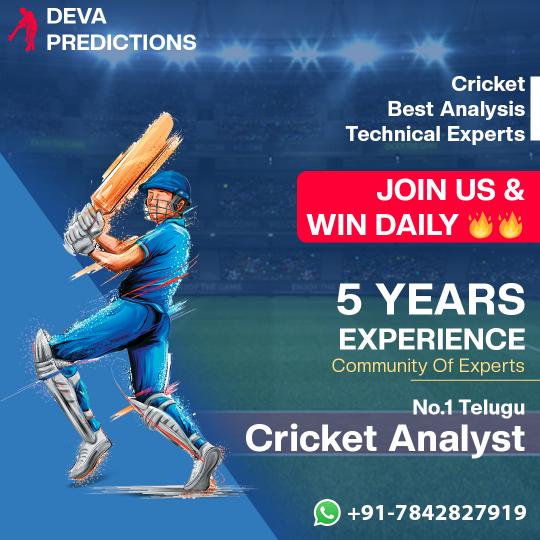 DEVA
PREDICTIONS
Cricket
Best Analysis
Technical Experts
JOIN US &
WIN DAILY 🔥🔥
5 YEARS
EXPERIENCE
Community Of Experts
No.1 Telugu
Cricket Analyst
+91-7842827919